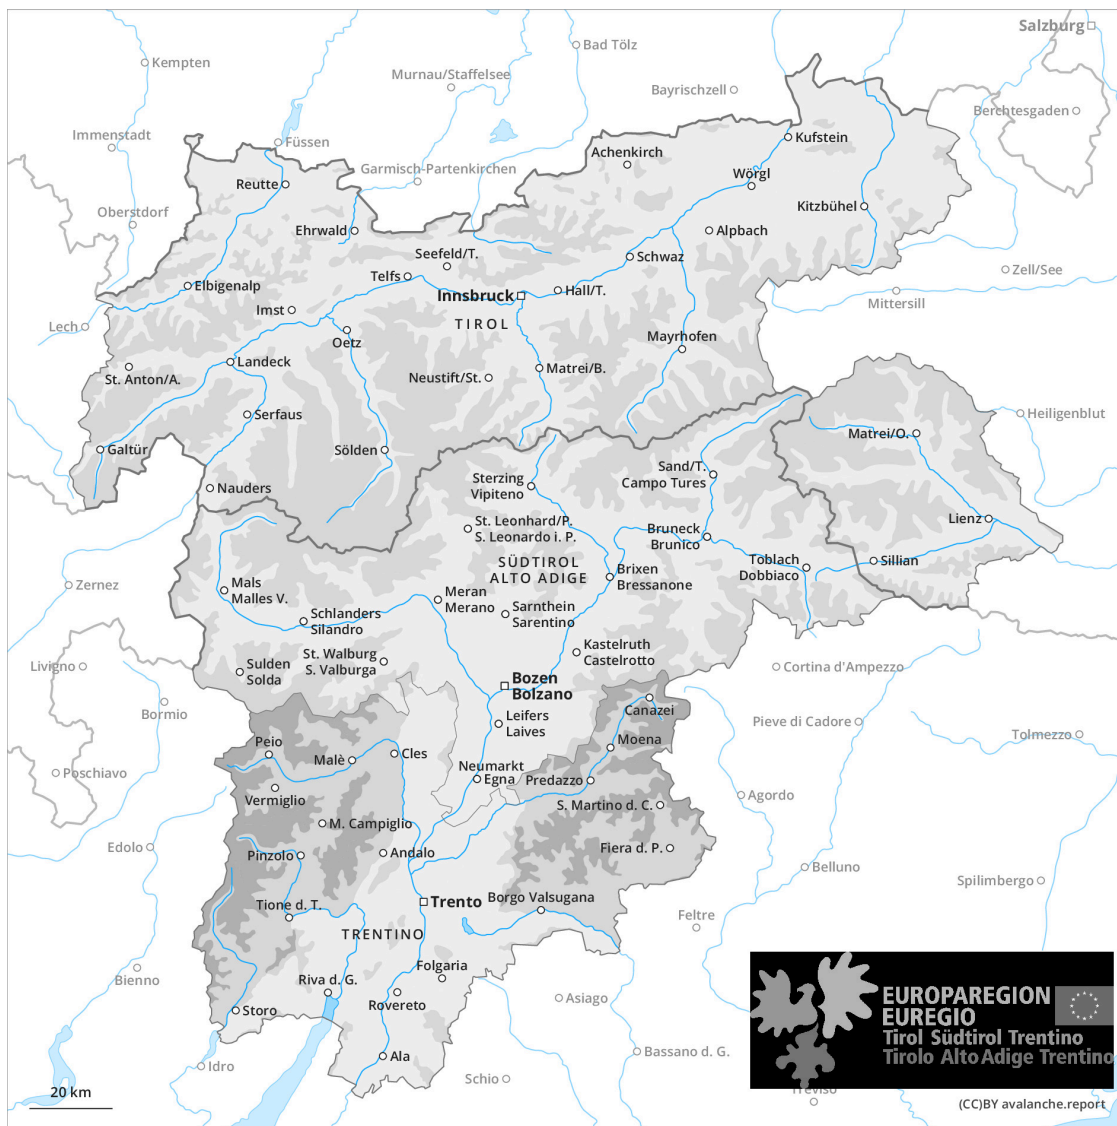 Salzburg
Bad Tölz
Kempten
Murnau/Staffelsee
Bayrischzell
Berchtesgaden
Immenstadt
Füssen
Kufstein
Achenkirch
Garmisch-Partenkirchen
Wörgl
Reutte
Oberstdorf
Kitzbühel
Ehrwald
Alpbach
Seefeld/T.
Schwaz
Zell/See
Telfs
Elbigenalp
Hall/T.
Innsbruck
Mittersill
Imst
TIROL
Lech
Oetz
Mayrhofen
Landeck
Matrei/B.
St. Anton/A.
Neustift/St.
Serfaus
Heiligenblut
Matrei/O.
Galtür
Sölden
Sand/T.
Campo Tures
Sterzing
Vipiteno
Nauders
Lienz
St. Leonhard/P.
S. Leonardo i. P.
Bruneck
Brunico
SÜDTIROL
ALTO ADIGE
Toblach
Dobbiaco
Sillian
Brixen
Bressanone
Zernez
Mals
Malles V.
Meran
Merano
Sarnthein
Sarentino
Schlanders
Silandro
Kastelruth
Castelrotto
St. Walburg
S. Valburga
Livigno
Sulden
Solda
Cortina d'Ampezzo
Bozen
Bolzano
Canazei
Bormio
Leifers
Laives
Pieve di Cadore
Tolmezzo
Moena
Peio
Cles
Malè
Neumarkt
Egna
Poschiavo
Predazzo
Vermiglio
S. Martino d. C.
Agordo
M. Campiglio
Edolo
Pinzolo
Andalo
Fiera d. P.
Belluno
Spilimbergo
Borgo Valsugana
Trento
Tione d. T.
Feltre
TRENTINO
Folgaria
Bienno
Riva d. G.
Rovereto
Asiago
Storo
EUROPAREGION
EUREGIO
Tirol Südtirol Trentino
Tirolo Alto Adige Trentino
Ala
Bassano d. G.
Idro
Schio
Treviso
20 km
(CC)BY avalanche.report